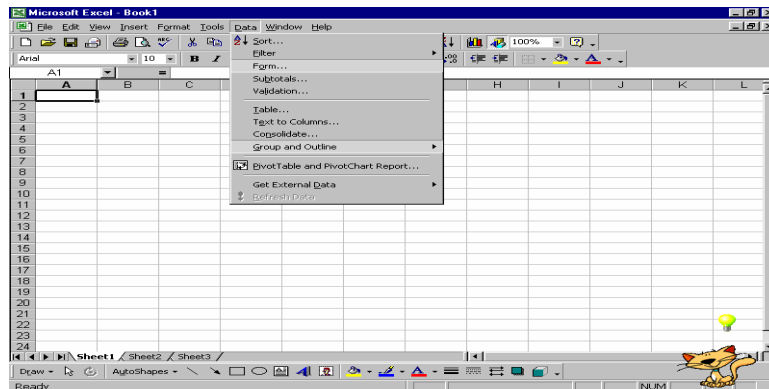 Microsoft Excel - Book1
File Edit View Insert Format Tools Data Window Help
100%
Arial 10 B I
A1 =
Sort...
Filter
Form...
Subtotals...
Validation...
Table...
Text to Columns...
Consolidate...
Group and Outline
PivotTable and PivotChart Report...
Get External Data
Refresh Data
A B C H I J K L
1
2
3
4
5
6
7
8
9
10
11
12
13
14
15
16
17
18
19
20
21
22
23
24
Sheet1 Sheet2 Sheet3
Draw AutoShapes
Ready NUM